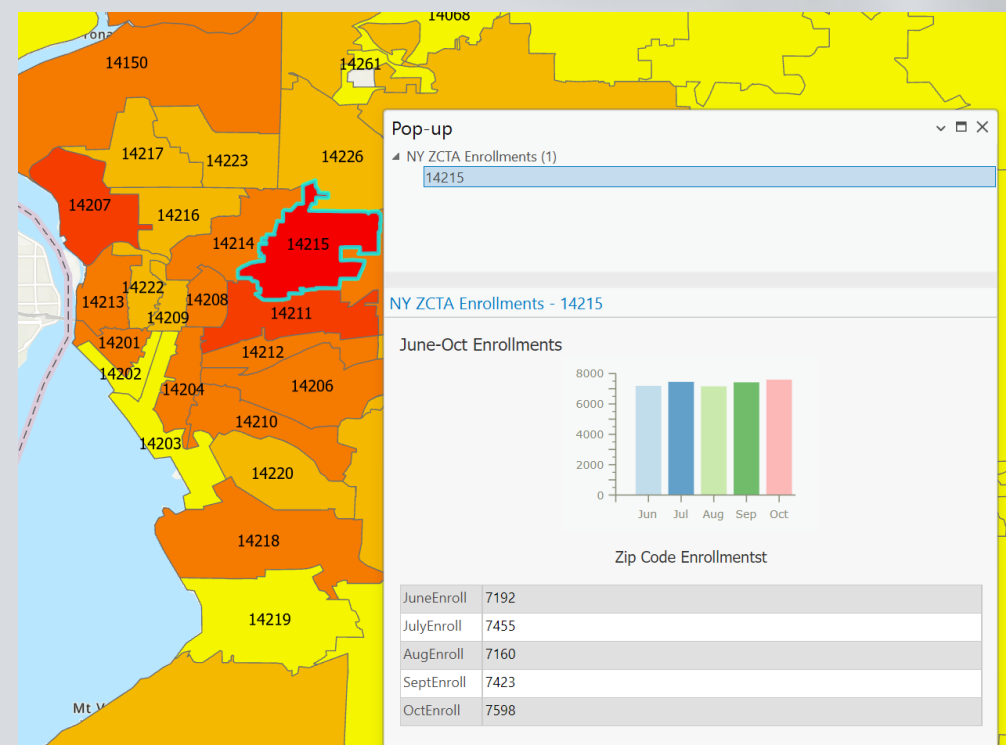 14068
Tona
14150
14261
14217
14223
14226
14207
14216
14214
14215
14222
14213
14208
14209
14211
14201
14212
14202
14204
14206
14210
14203
14220
14218
14219
Mt V
Pop-up
NY ZCTA Enrollments (1)
14215
NY ZCTA Enrollments - 14215
June-Oct Enrollments
8000
6000
4000
2000
0
Jun Jul Aug Sep Oct
Zip Code Enrollmentst
JuneEnroll 7192
JulyEnroll 7455
AugEnroll 7160
SeptEnroll 7423
OctEnroll 7598